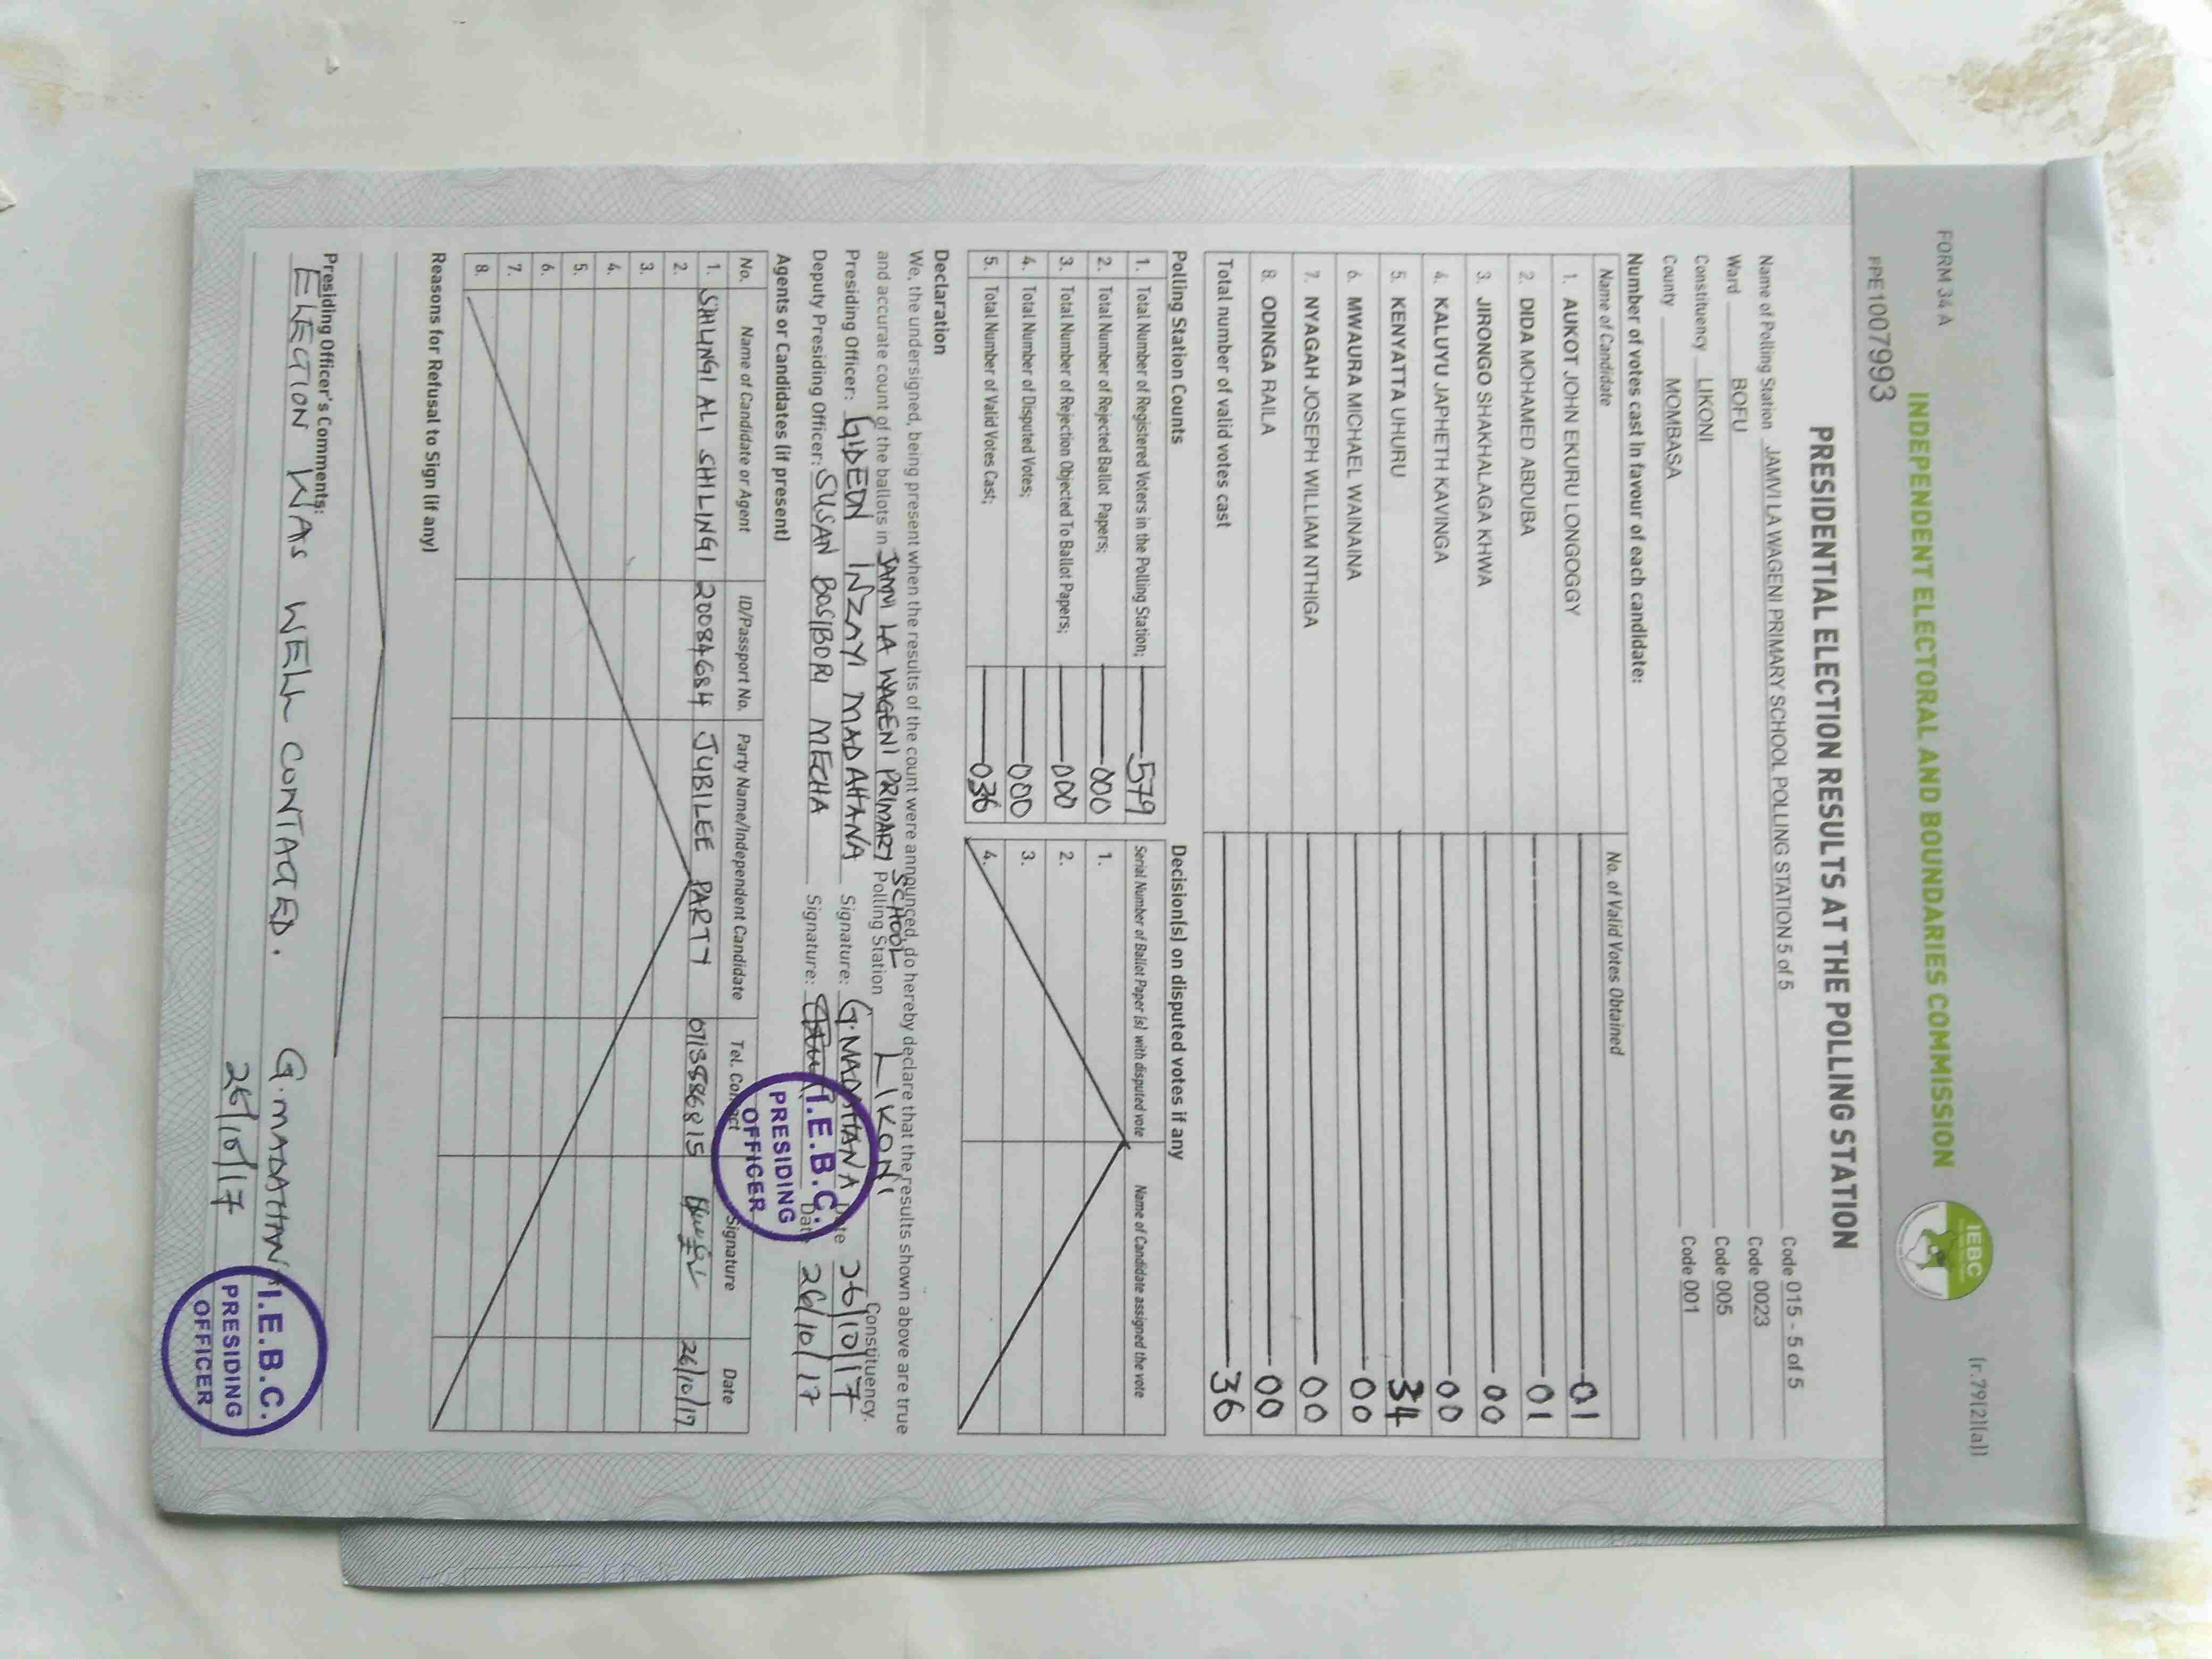 FORM 34 A
(r.79(2)(a))
INDEPENDENT ELECTORAL AND BOUNDARIES COMMISSION
IEBC
PPE1007993
PRESIDENTIAL ELECTION RESULTS AT THE POLLING STATION
Name of Polling Station JAMVI LA WAGENI PRIMARY SCHOOL POLLING STATION 5 of 5 Code 015 - 5 of 5
Ward BOFU Code 0023
Constituency LIKONI Code 005
County MOMBASA Code 001
Number of votes cast in favour of each candidate:
Name of Candidate No. of Valid Votes Obtained
1. AUKOT JOHN EKURU LONGOGGY 01
2. DIDA MOHAMED ABDUBA 01
3. JIRONGO SHAKHALAGA KHWA 00
4. KALUYU JAPHETH KAVINGA 00
5. KENYATTA UHURU 34
6. MWAURA MICHAEL WAINAINA 00
7. NYAGAH JOSEPH WILLIAM NTHIGA 00
8. ODINGA RAILA 00
Total number of valid votes cast 36
Polling Station Counts
1. Total Number of Registered Voters in the Polling Station; 579
2. Total Number of Rejected Ballot Papers; 000
3. Total Number of Rejection Objected To Ballot Papers; 000
4. Total Number of Disputed Votes; 000
5. Total Number of Valid Votes Cast; 036
Decision(s) on disputed votes if any
Serial Number of Ballot Paper (s) with disputed vote Name of Candidate assigned the vote
1.
2.
3.
4.
Declaration
We, the undersigned, being present when the results of the count were announced, do hereby declare that the results shown above are true
and accurate count of the ballots in JAMVI LA WAGENI PRIMARY SCHOOL Polling Station LIKONI Constituency.
Presiding Officer: GIDEON INZAYI MADAHANA Signature: G.MADAHANA Date 26/10/17
Deputy Presiding Officer: SUSAN BOSIBORI MECHA Signature: Date 26/10/17
I.E.B.C.
PRESIDING
OFFICER
Agents or Candidates (if present)
No. Name of Candidate or Agent ID/Passport No. Party Name/Independent Candidate Tel. Contact Signature Date
1. SHILINGI ALI SHILINGI 20084684 JUBILEE PARTY 0713586815 26/10/17
2.
3.
4.
5.
6.
7.
8.
Reasons for Refusal to Sign (if any)
Presiding Officer's Comments:
ELECTION WAS WELL CONTACED. G.MADAHANA
26/10/17
I.E.B.C.
PRESIDING
OFFICER